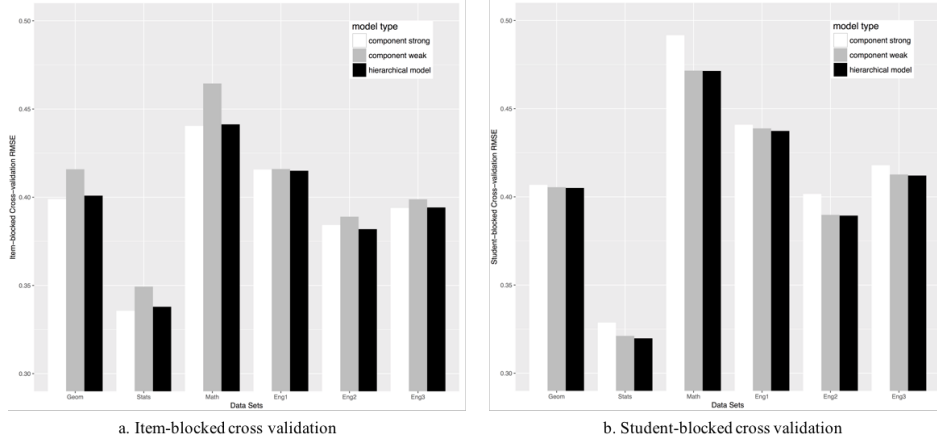 0.50
0.45
0.40
0.35
0.30
Item-blocked Cross-validation RMSE
model type
component strong
component weak
hierarchical model
Geom Stats Math Eng1 Eng2 Eng3
Data Sets
a. Item-blocked cross validation
0.50
0.45
0.40
0.35
0.30
Student-blocked Cross-validation RMSE
model type
component strong
component weak
hierarchical model
Geom Stats Math Eng1 Eng2 Eng3
Data Sets
b. Student-blocked cross validation